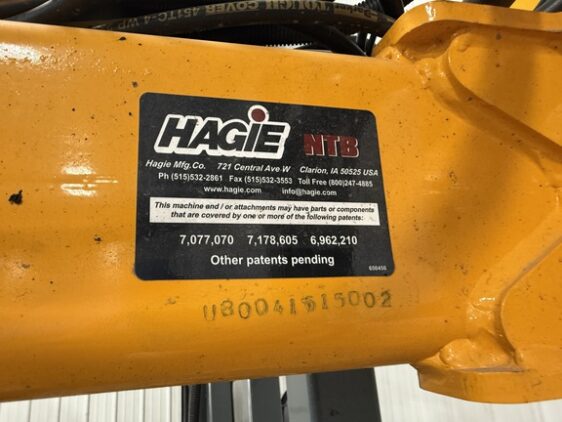 HAGIE NTB
Hagie Mfg.Co. 721 Central Ave W Clarion, IA 50525 USA
Ph (515)532-2861 Fax (515)532-3553 Toll Free (800)247-4885
www.hagie.com info@hagie.com
This machine end / or attachments may have parts or components
that are covered by one or more of the following patents:
7,077,070 7,178,605 6,962,210
Other patents pending
U80041515002